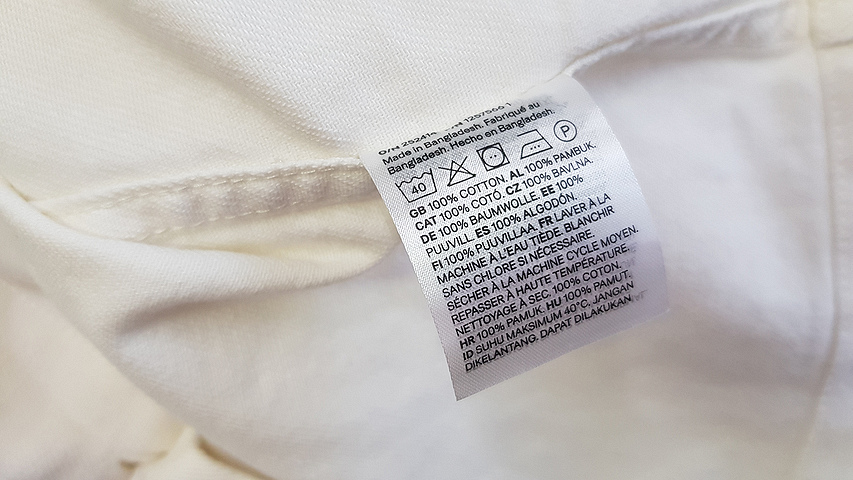 Made in Bangladesh. Fabriqué au
Bangladesh. Hecho en Bangladesh.
40 P
GB 100% COTTON. AL 100% PAMBUK.
CAT 100% COTÓ. CZ 100% BAVLNA.
DE 100% BAUMWOLLE. EE 100%
PUUVILL. ES 100% ALGODÓN.
FI 100% PUUVILLAA. FR LAVER À LA
MACHINE À L'EAU TIÈDE. BLANCHIR
SANS CHLORE SI NÉCESSAIRE.
SÉCHER À LA MACHINE CYCLE MOYEN.
REPASSER À HAUTE TEMPÉRATURE.
NETTOYAGE À SEC. 100% COTON.
HR 100% PAMUK. HU 100% PAMUT.
ID SUHU MAKSIMUM 40°C. JANGAN
DIKELANTANG. DAPAT DILAKUKAN